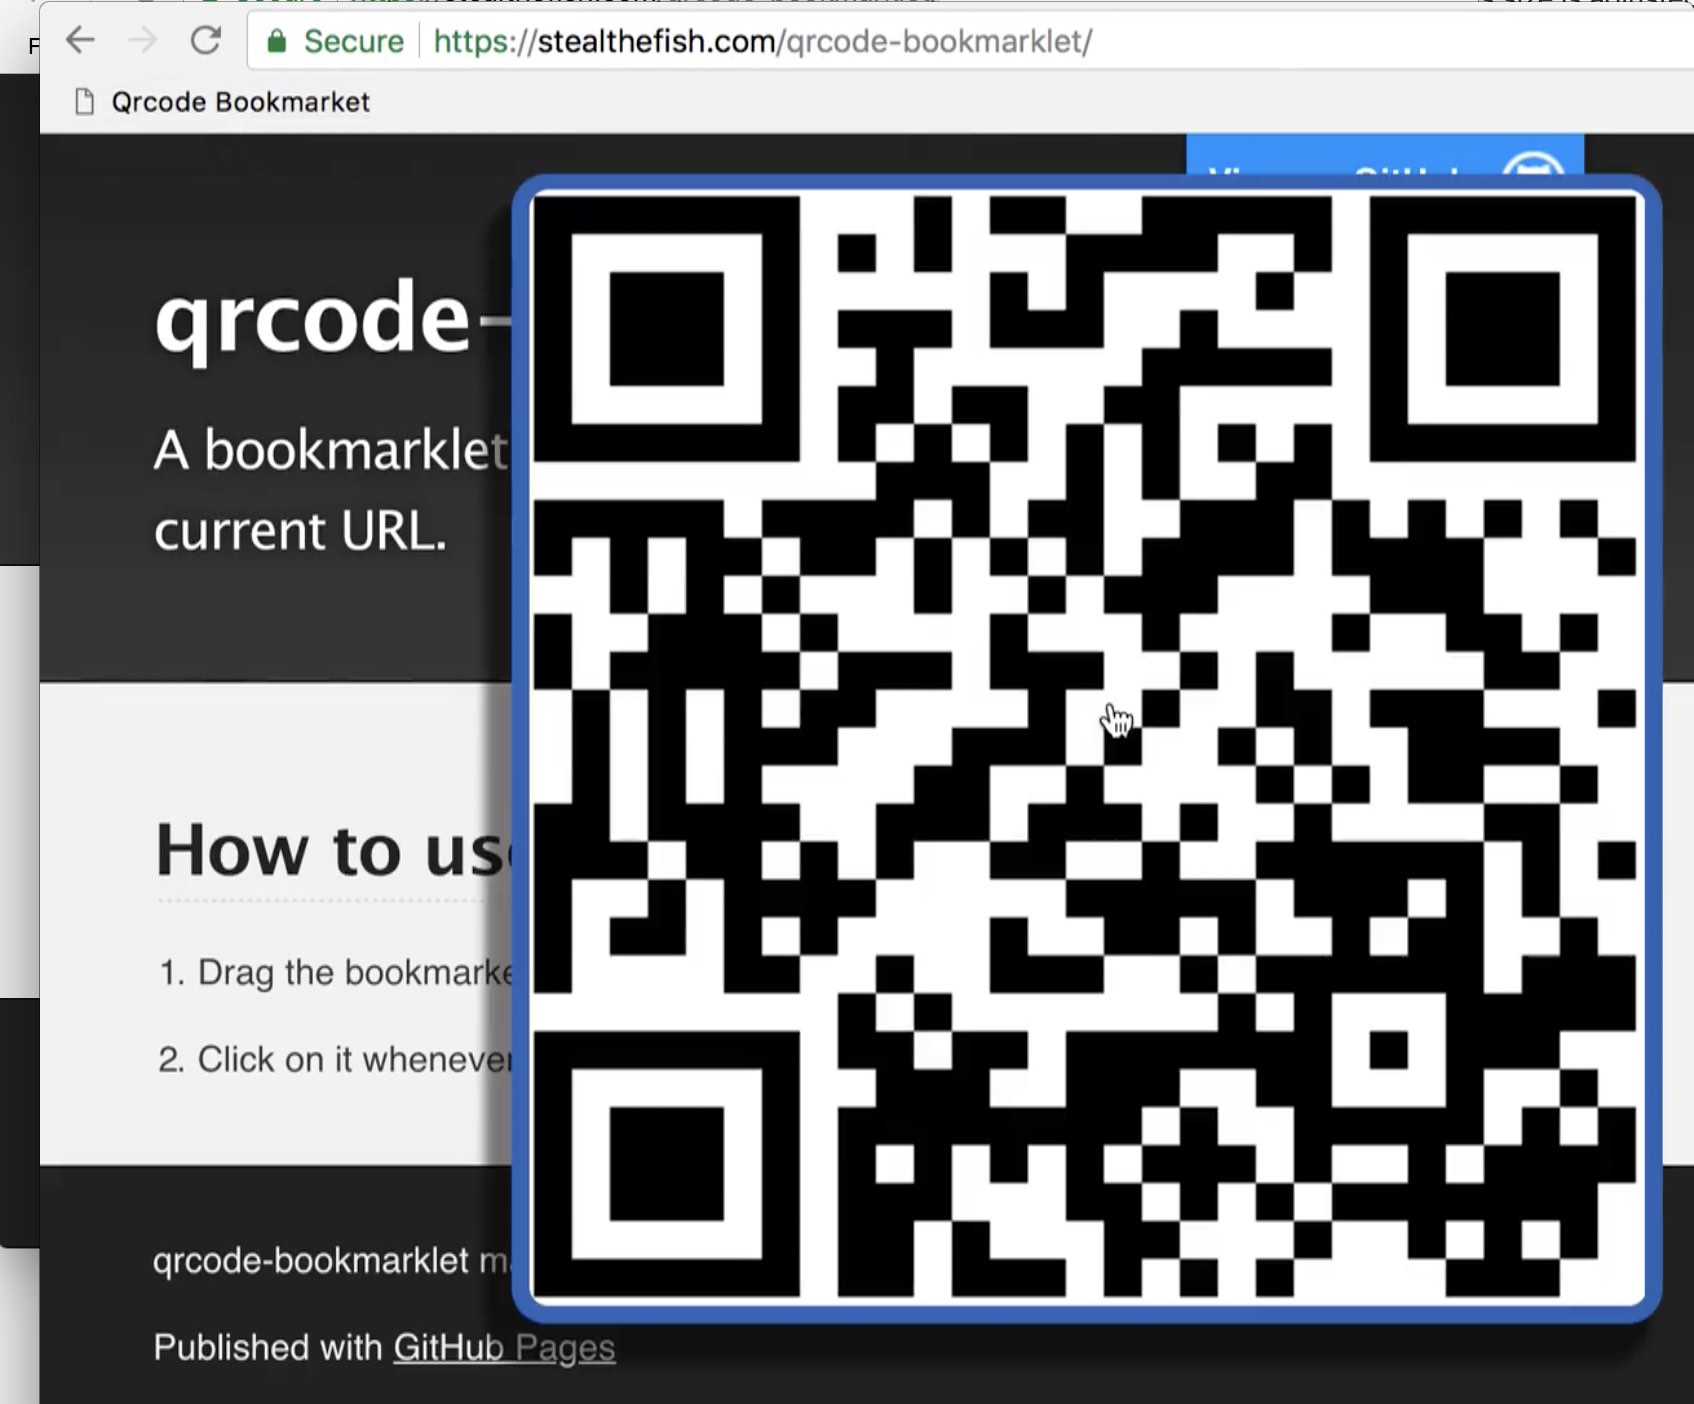 Secure https://stealthefish.com/qrcode-bookmarklet/
Qrcode Bookmarket
qrcode-
A bookmarklet
current URL.
How to us
1. Drag the bookmarke
2. Click on it whenever
qrcode-bookmarklet m
Published with GitHub Pages